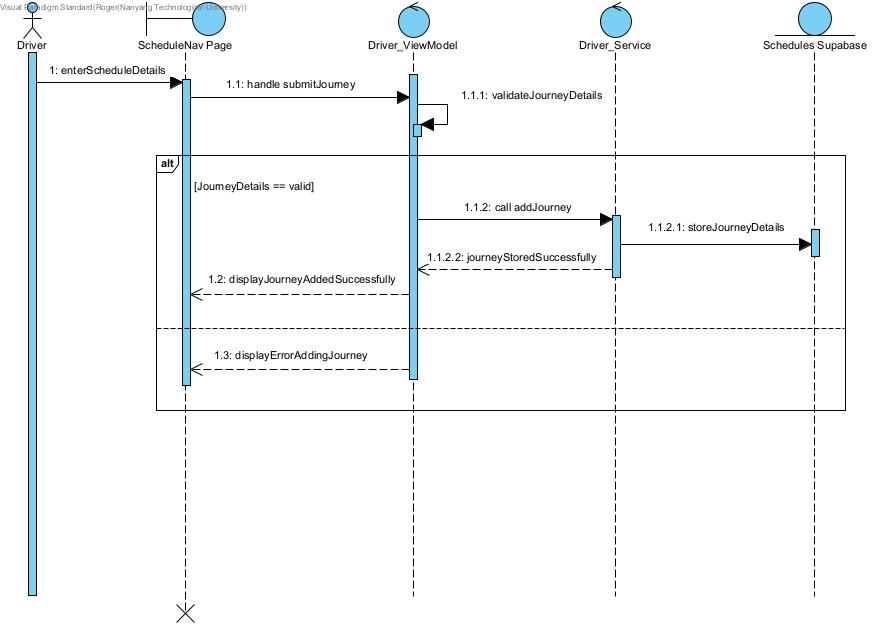 Visual Paradigm Standard(Roger(Nanyang Technological University))
Driver
ScheduleNav Page
Driver_ViewModel
Driver_Service
Schedules Supabase
1: enterScheduleDetails
1.1: handle submitJourney
1.1.1: validateJourneyDetails
alt
[JourneyDetails == valid]
1.1.2: call addJourney
1.1.2.1: storeJourneyDetails
1.1.2.2: journeyStoredSuccessfully
1.2: displayJourneyAddedSuccessfully
1.3: displayErrorAddingJourney